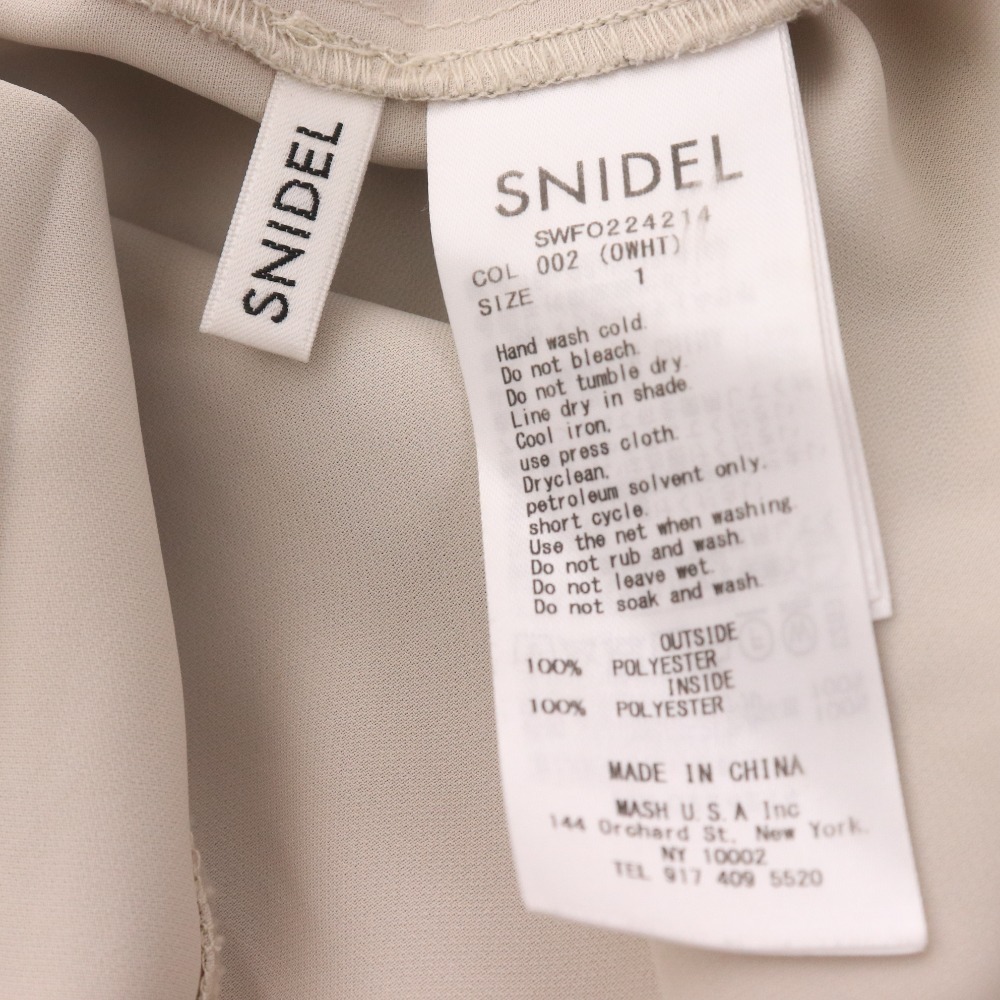 SNIDEL
SNIDEL
SWFO224214
COL 002 (OWHT)
SIZE 1
Hand wash cold.
Do not bleach.
Do not tumble dry.
Line dry in shade.
Cool iron.
use press cloth.
Dryclean.
petroleum solvent only.
short cycle.
Use the net when washing.
Do not rub and wash.
Do not leave wet.
Do not soak and wash.
OUTSIDE
100% POLYESTER
INSIDE
100% POLYESTER
MADE IN CHINA
MASH U.S.A Inc
144 Orchard St. New York.
NY 10002
TEL 917 409 5520